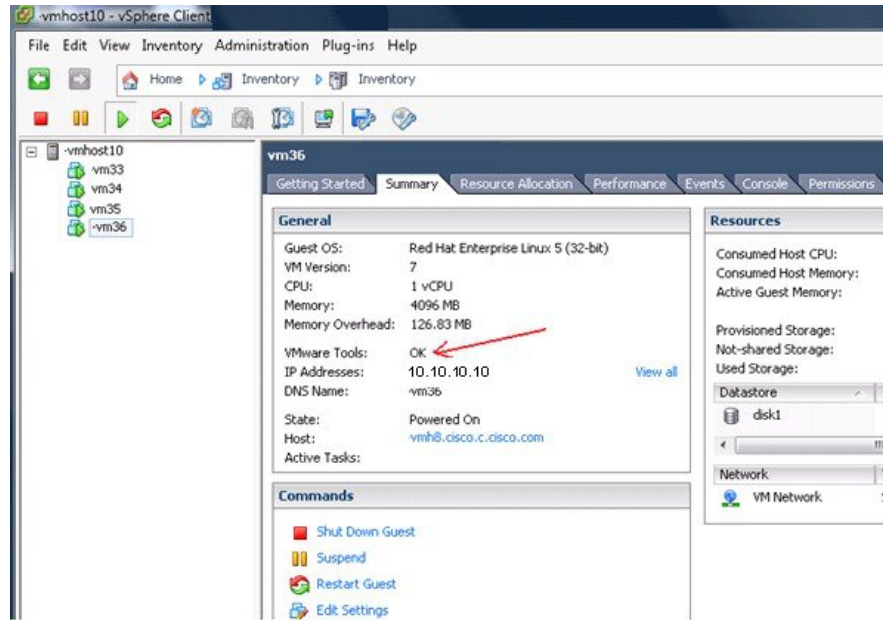 -vmhost10 - vSphere Client
File Edit View Inventory Administration Plug-ins Help
Home Inventory Inventory
-vmhost10
vm33
vm34
vm35
-vm36
vm36
Getting Started Summary Resource Allocation Performance Events Console Permissions
General
Guest OS: Red Hat Enterprise Linux 5 (32-bit)
VM Version: 7
CPU: 1 vCPU
Memory: 4096 MB
Memory Overhead: 126.83 MB
VMware Tools: OK
IP Addresses: 10.10.10.10 View all
DNS Name: -vm36
State: Powered On
Host: vmh8.cisco.c.cisco.com
Active Tasks:
Commands
Shut Down Guest
Suspend
Restart Guest
Edit Settings
Resources
Consumed Host CPU:
Consumed Host Memory:
Active Guest Memory:
Provisioned Storage:
Not-shared Storage:
Used Storage:
Datastore
disk1
Network
VM Network